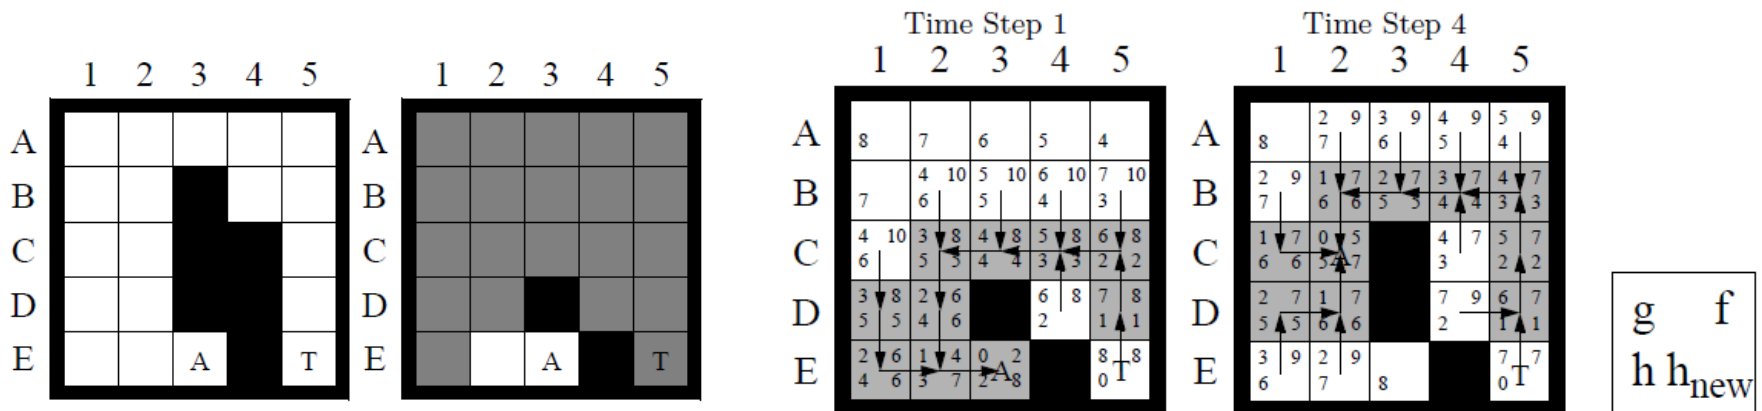 1 2 3 4 5
A
B
C
D
E A T
1 2 3 4 5
A
B
C
D
E A T
Time Step 1
1 2 3 4 5
A
8 7 6 5 4
B
4 10 5 10 6 10 7 10
7 6 5 4 3
C
4 10 3 8 4 8 5 8 6 8
6 5 5 4 4 3 3 2 2
D
3 8 2 6 6 8 7 8
5 5 4 6 2 1 1
E
2 6 1 4 0 2 8 8
A T
4 6 3 7 2 8 0
Time Step 4
1 2 3 4 5
A
2 9 3 9 4 9 5 9
8 7 6 5 4
B
2 9 1 7 2 7 3 7 4 7
7 6 6 5 5 4 4 3 3
C
1 7 0 5 4 7 5 7
A
6 6 5 7 3 2 2
D
2 7 1 7 7 9 6 7
5 5 6 6 2 1 1
E
3 9 2 9 7 7
T
6 7 8 0
g f
h hnew